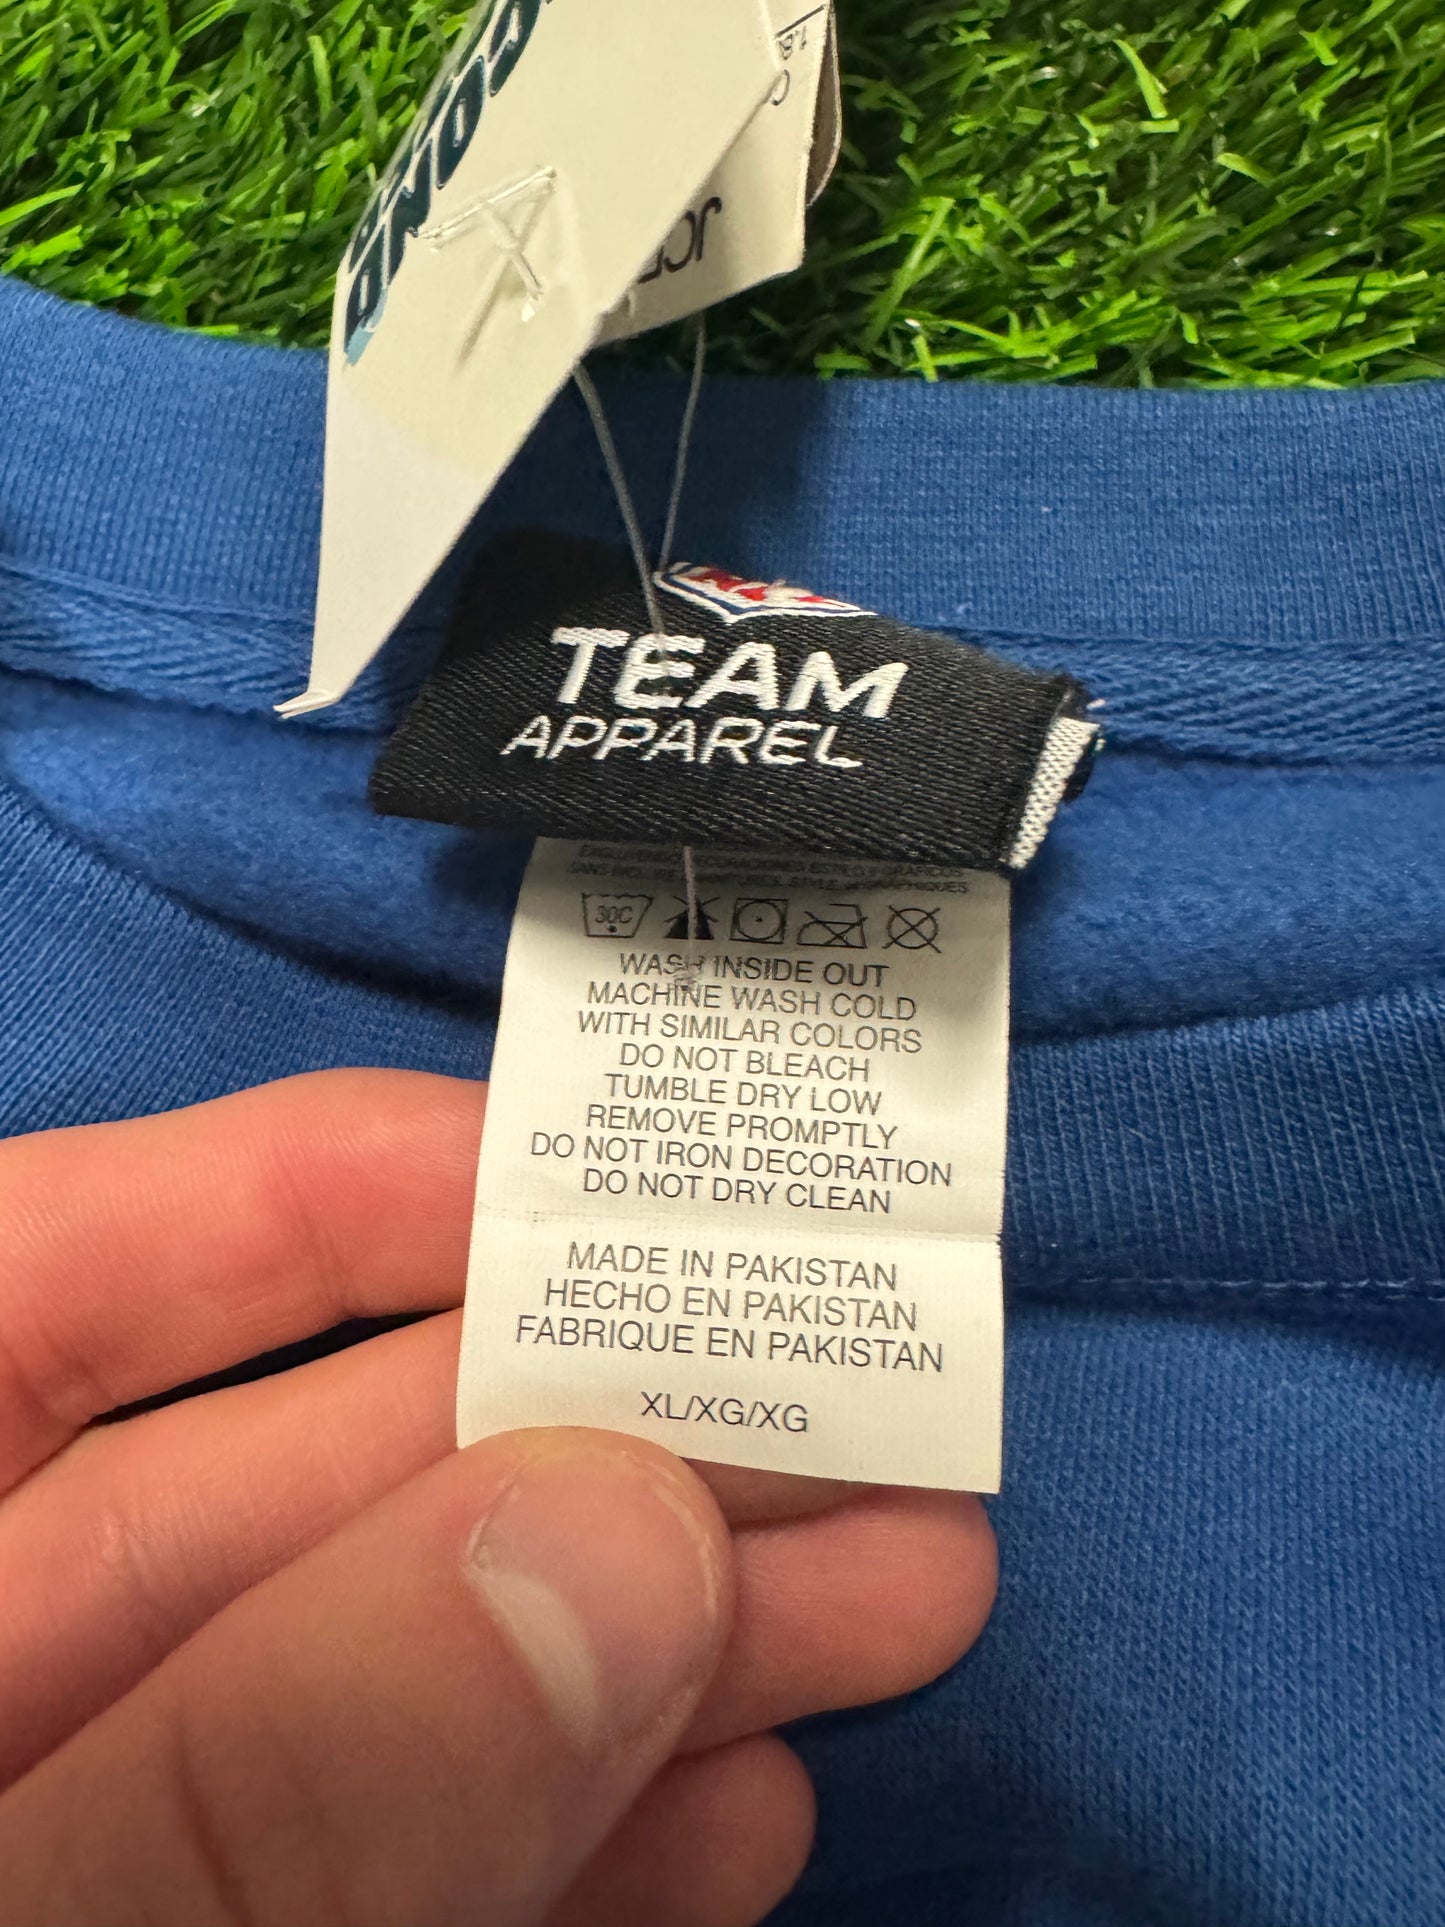 TEAM
APPAREL
30C
WASH INSIDE OUT
MACHINE WASH COLD
WITH SIMILAR COLORS
DO NOT BLEACH
TUMBLE DRY LOW
REMOVE PROMPTLY
DO NOT IRON DECORATION
DO NOT DRY CLEAN
MADE IN PAKISTAN
HECHO EN PAKISTAN
FABRIQUE EN PAKISTAN
XL/XG/XG